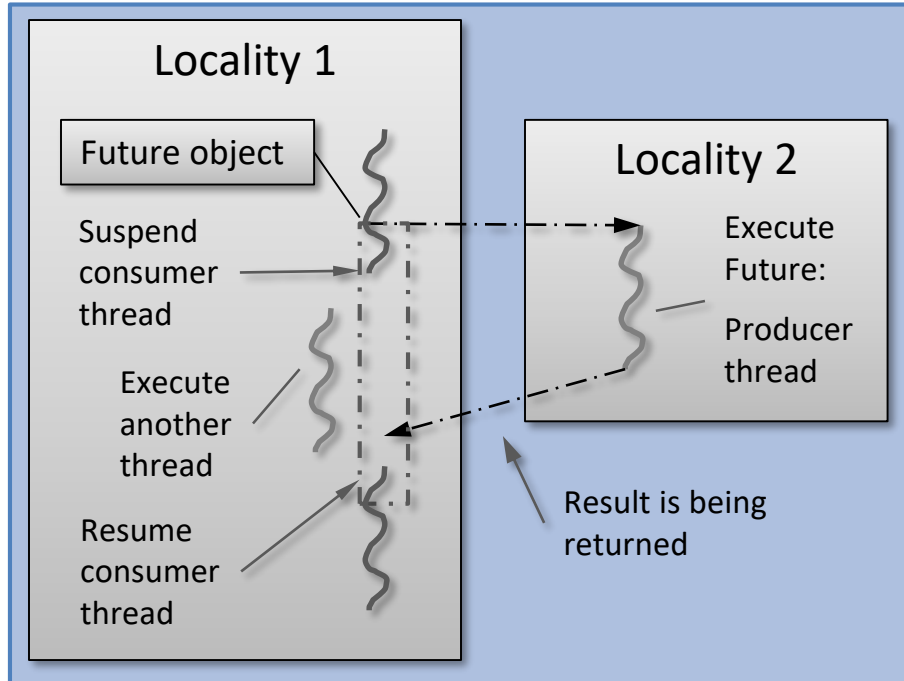 Locality 1
Future object
Suspend
consumer
thread
Execute
another
thread
Resume
consumer
thread
Locality 2
Execute
Future:
Producer
thread
Result is being
returned